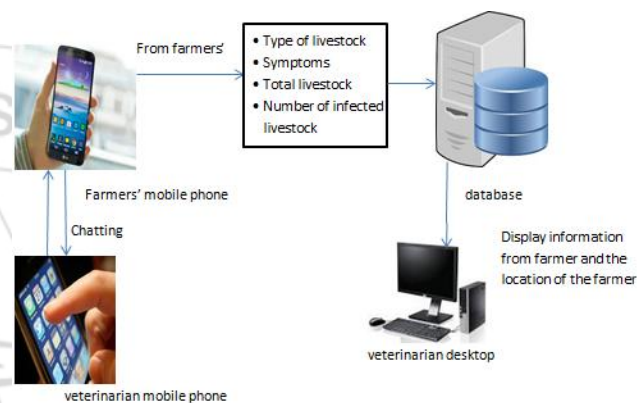 From farmers'
• Type of livestock
• Symptoms
• Total livestock
• Number of infected
livestock
Farmers' mobile phone
Chatting
database
Display information
from farmer and the
location of the farmer
veterinarian desktop
veterinarian mobile phone